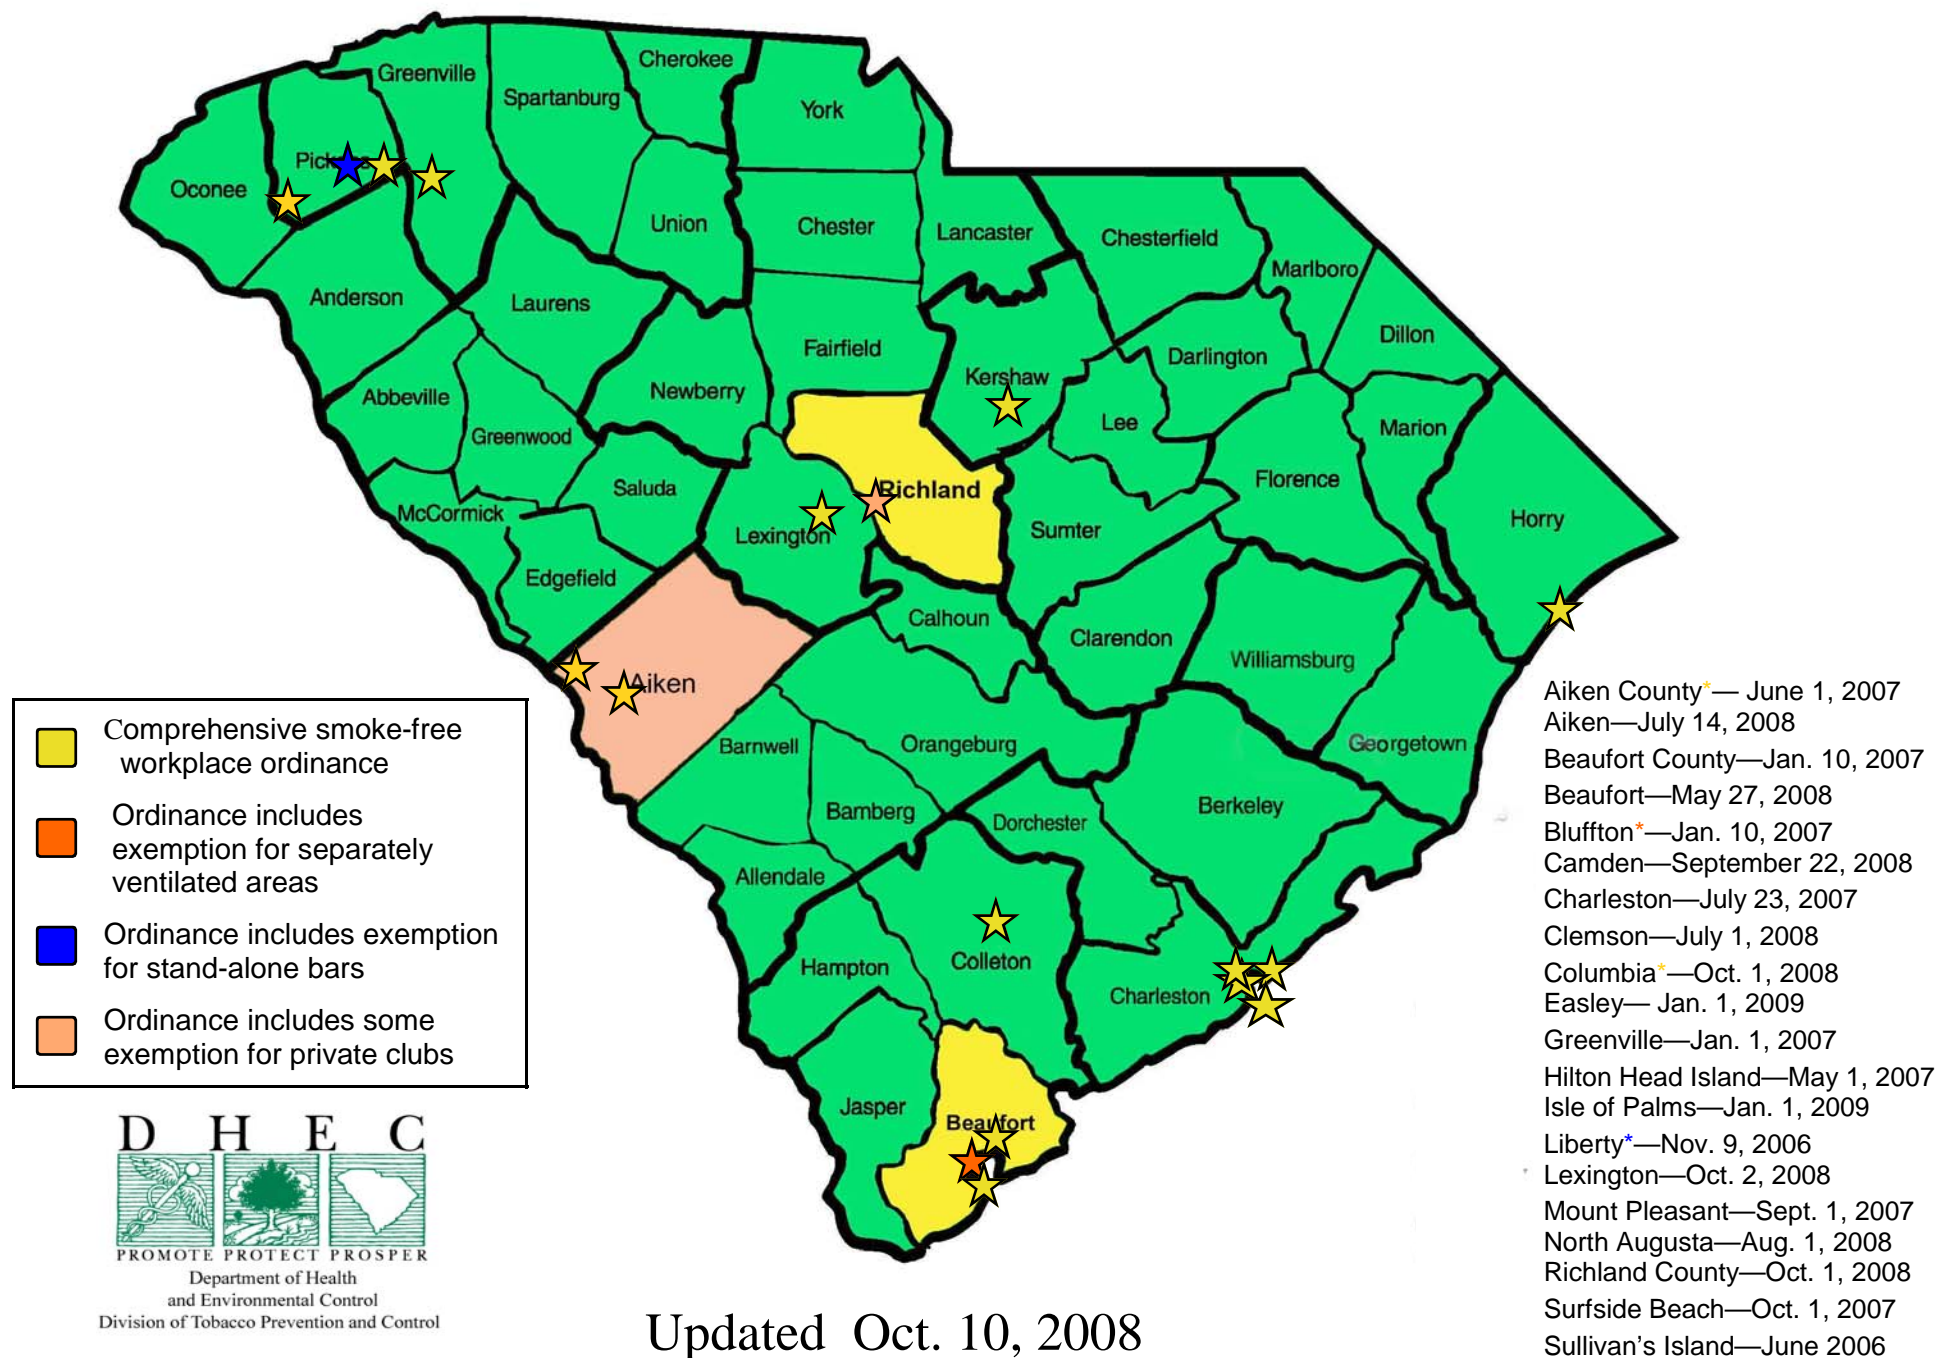 Cherokee
Greenville
Spartanburg
York
Pickens
Oconee
Union
Chester
Lancaster
Chesterfield
Marlboro
Anderson
Laurens
Dillon
Fairfield
Darlington
Kershaw
Newberry
Abbeville
Lee
Marion
Greenwood
Florence
Saluda
Richland
McCormick
Horry
Sumter
Lexington
Edgefield
Calhoun
Clarendon
Williamsburg
Aiken
Barnwell
Orangeburg
Georgetown
Berkeley
Bamberg
Dorchester
Allendale
Hampton
Colleton
Charleston
Jasper
Beaufort
Comprehensive smoke-free
workplace ordinance
Ordinance includes
exemption for separately
ventilated areas
Ordinance includes exemption
for stand-alone bars
Ordinance includes some
exemption for private clubs
D H E C
PROMOTE PROTECT PROSPER
Department of Health
and Environmental Control
Division of Tobacco Prevention and Control
Updated Oct. 10, 2008
Aiken County*— June 1, 2007
Aiken—July 14, 2008
Beaufort County—Jan. 10, 2007
Beaufort—May 27, 2008
Bluffton*—Jan. 10, 2007
Camden—September 22, 2008
Charleston—July 23, 2007
Clemson—July 1, 2008
Columbia*—Oct. 1, 2008
Easley— Jan. 1, 2009
Greenville—Jan. 1, 2007
Hilton Head Island—May 1, 2007
Isle of Palms—Jan. 1, 2009
Liberty*—Nov. 9, 2006
Lexington—Oct. 2, 2008
Mount Pleasant—Sept. 1, 2007
North Augusta—Aug. 1, 2008
Richland County—Oct. 1, 2008
Surfside Beach—Oct. 1, 2007
Sullivan's Island—June 2006